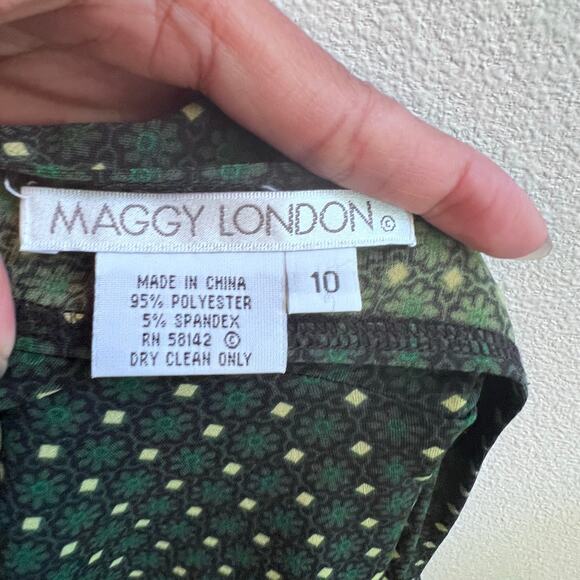 MAGGY LONDON ©
10
MADE IN CHINA
95% POLYESTER
5% SPANDEX
RN 58142 ©
DRY CLEAN ONLY